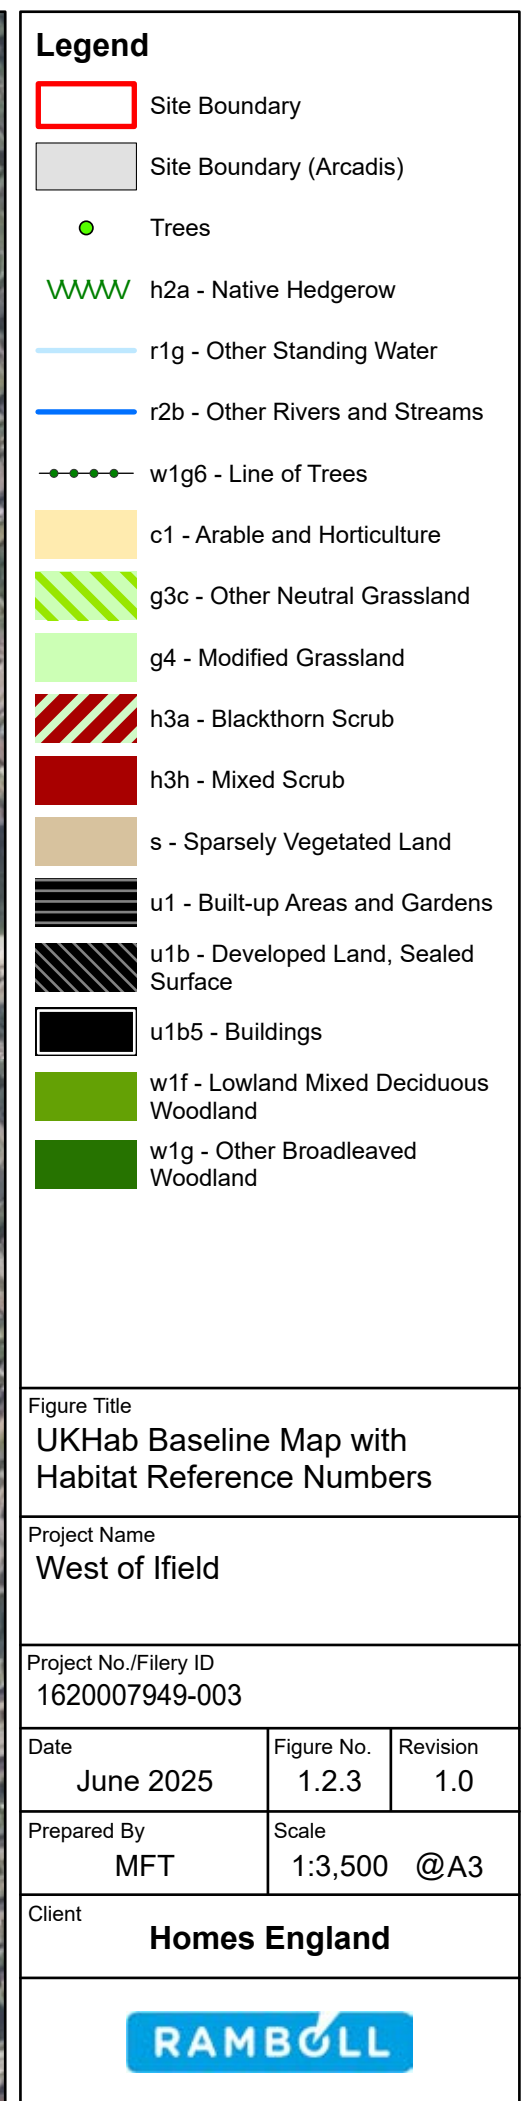 Legend
Site Boundary
Site Boundary (Arcadis)
Trees
h2a - Native Hedgerow
r1g - Other Standing Water
r2b - Other Rivers and Streams
w1g6 - Line of Trees
c1 - Arable and Horticulture
g3c - Other Neutral Grassland
g4 - Modified Grassland
h3a - Blackthorn Scrub
h3h - Mixed Scrub
s - Sparsely Vegetated Land
u1 - Built-up Areas and Gardens
u1b - Developed Land, Sealed
Surface
u1b5 - Buildings
w1f - Lowland Mixed Deciduous
Woodland
w1g - Other Broadleaved
Woodland
Figure Title
UKHab Baseline Map with
Habitat Reference Numbers
Project Name
West of Ifield
Project No./Filery ID
1620007949-003
Date
June 2025
Figure No.
1.2.3
Revision
1.0
Prepared By
MFT
Scale
1:3,500 @A3
Client
Homes England
RAMBOLL